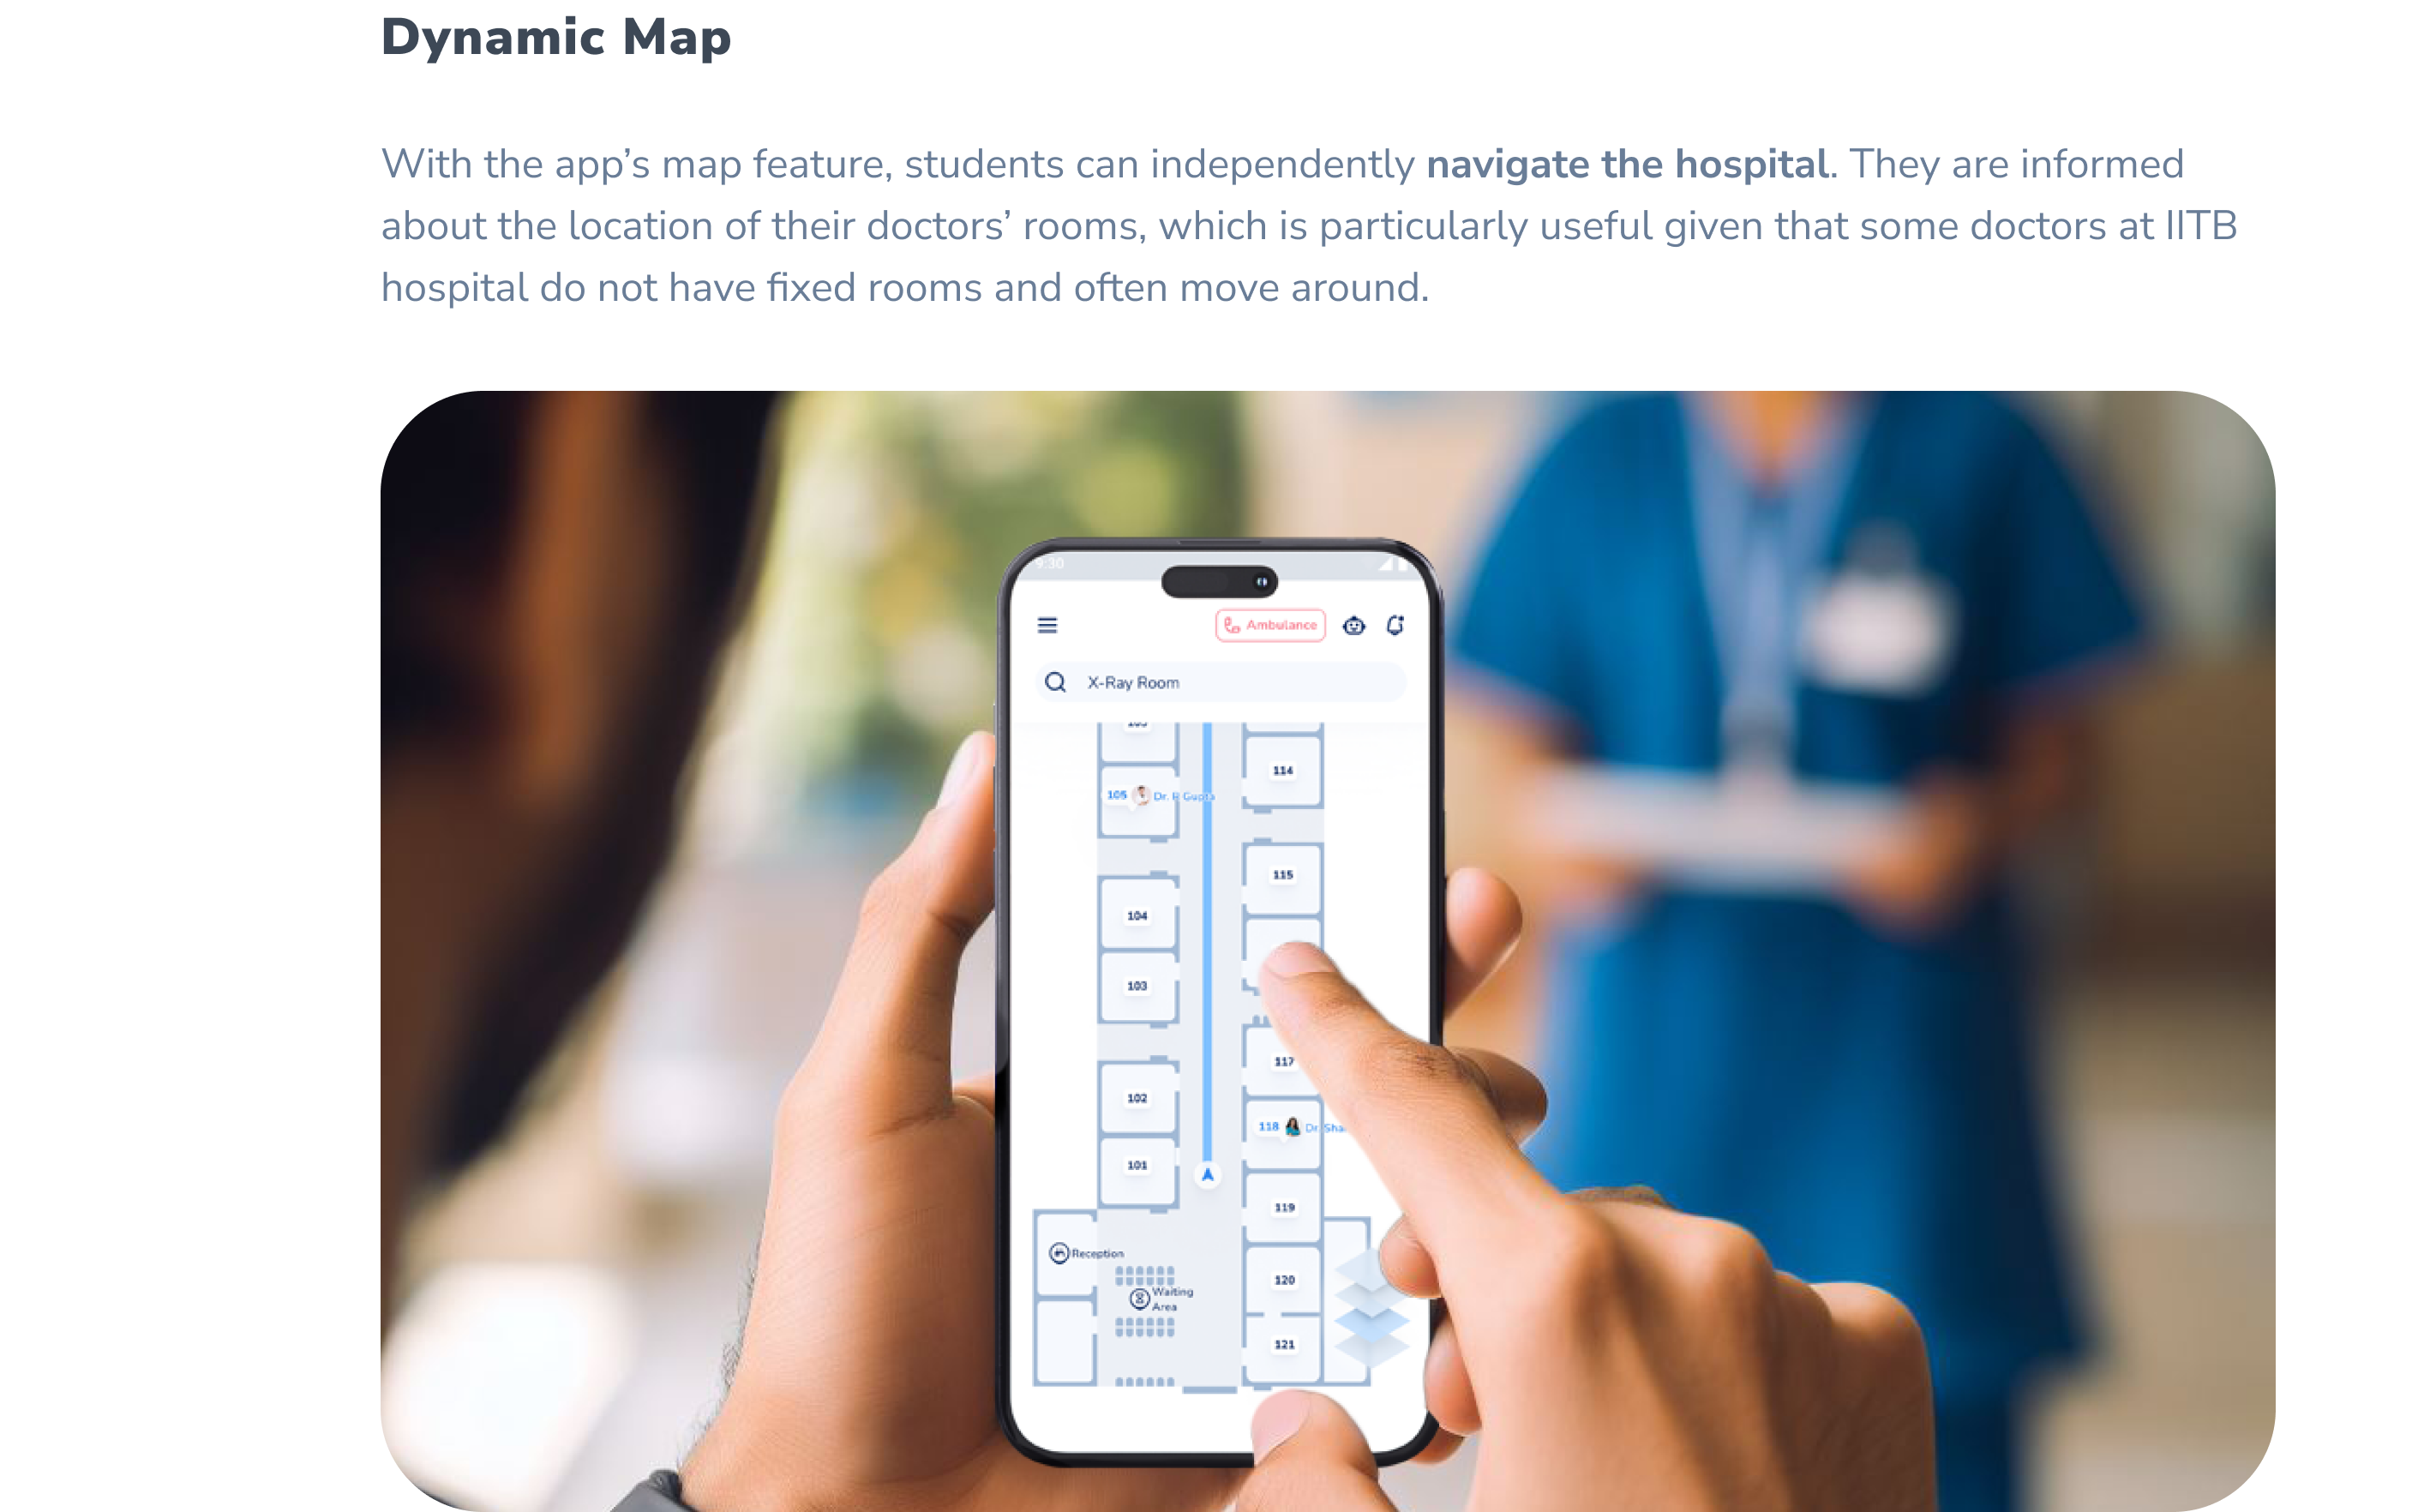 Dynamic Map
With the app’s map feature, students can independently navigate the hospital. They are informed
about the location of their doctors’ rooms, which is particularly useful given that some doctors at IITB
hospital do not have fixed rooms and often move around.
9:30
Ambulance
X-Ray Room
114
105 Dr. R Gupta
115
104
103
117
102
118 Dr.
101
119
Reception
120
Waiting
Area
121